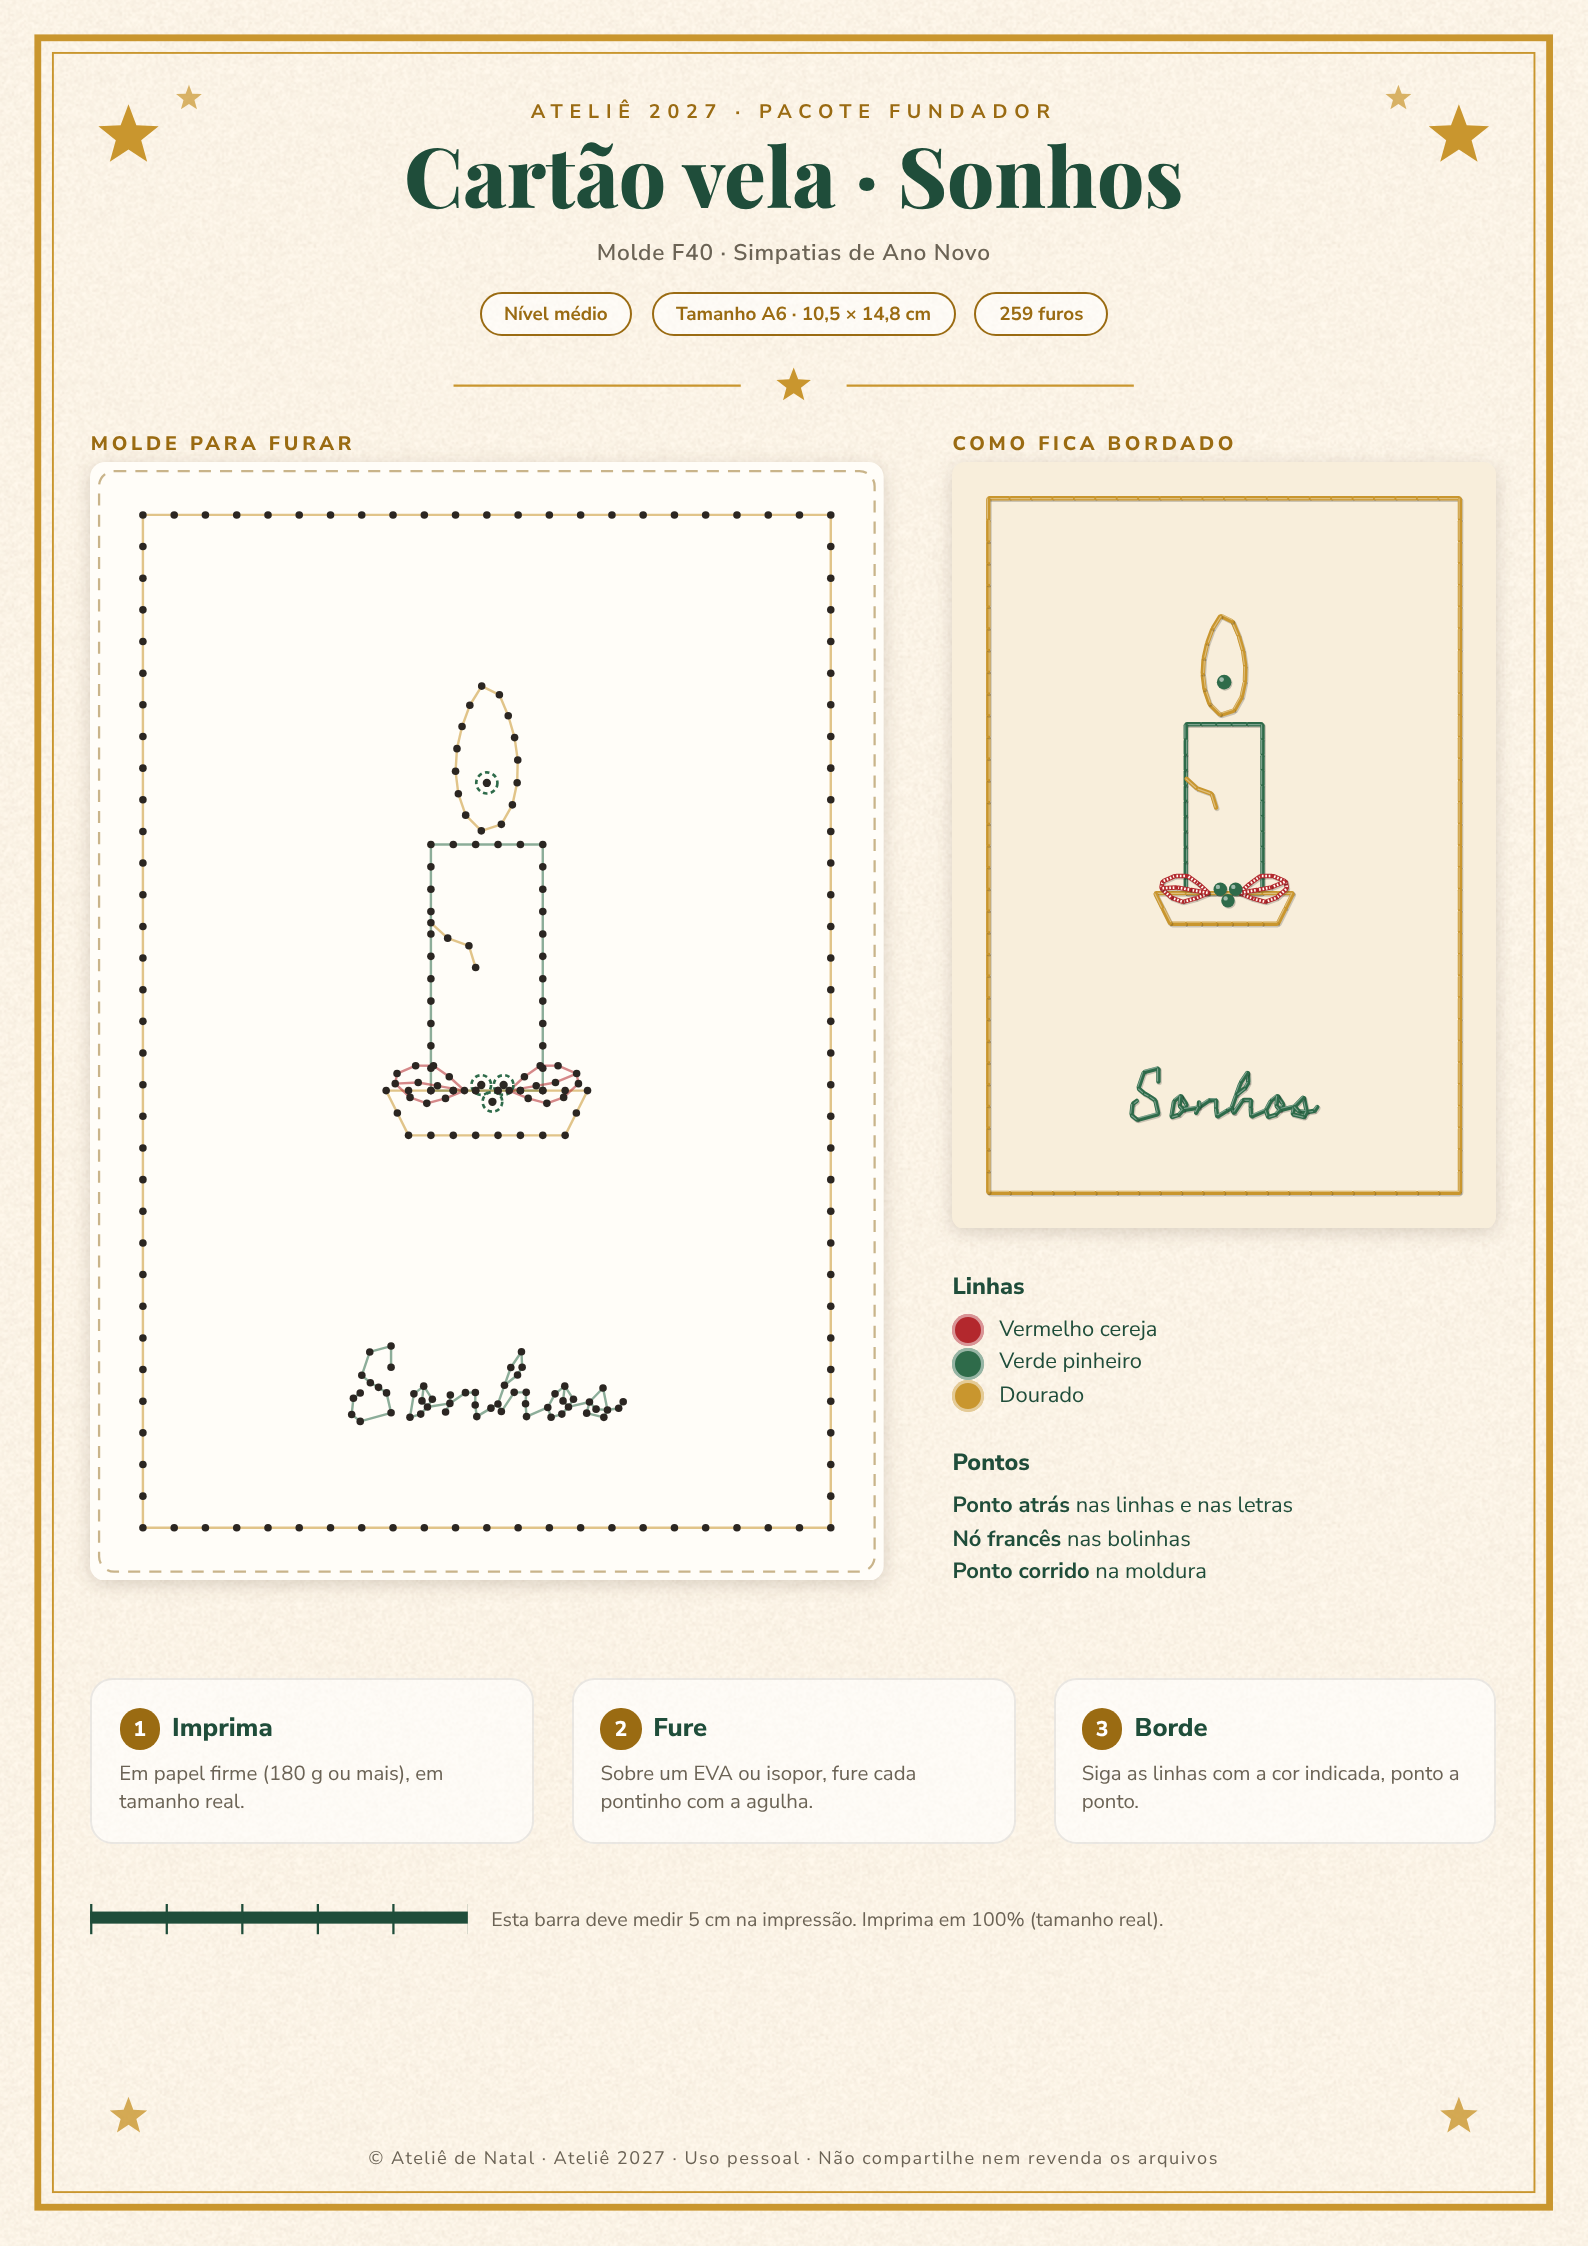 ATELIÊ 2027 · PACOTE FUNDADOR
Cartão vela · Sonhos
Molde F40 · Simpatias de Ano Novo
Nível médio
Tamanho A6 · 10,5 × 14,8 cm
259 furos
MOLDE PARA FURAR
Sonhos
COMO FICA BORDADO
Sonhos
Linhas
Vermelho cereja
Verde pinheiro
Dourado
Pontos
Ponto atrás nas linhas e nas letras
Nó francês nas bolinhas
Ponto corrido na moldura
1 Imprima
Em papel firme (180 g ou mais), em
tamanho real.
2 Fure
Sobre um EVA ou isopor, fure cada
pontinho com a agulha.
3 Borde
Siga as linhas com a cor indicada, ponto a
ponto.
Esta barra deve medir 5 cm na impressão. Imprima em 100% (tamanho real).
© Ateliê de Natal · Ateliê 2027 · Uso pessoal · Não compartilhe nem revenda os arquivos